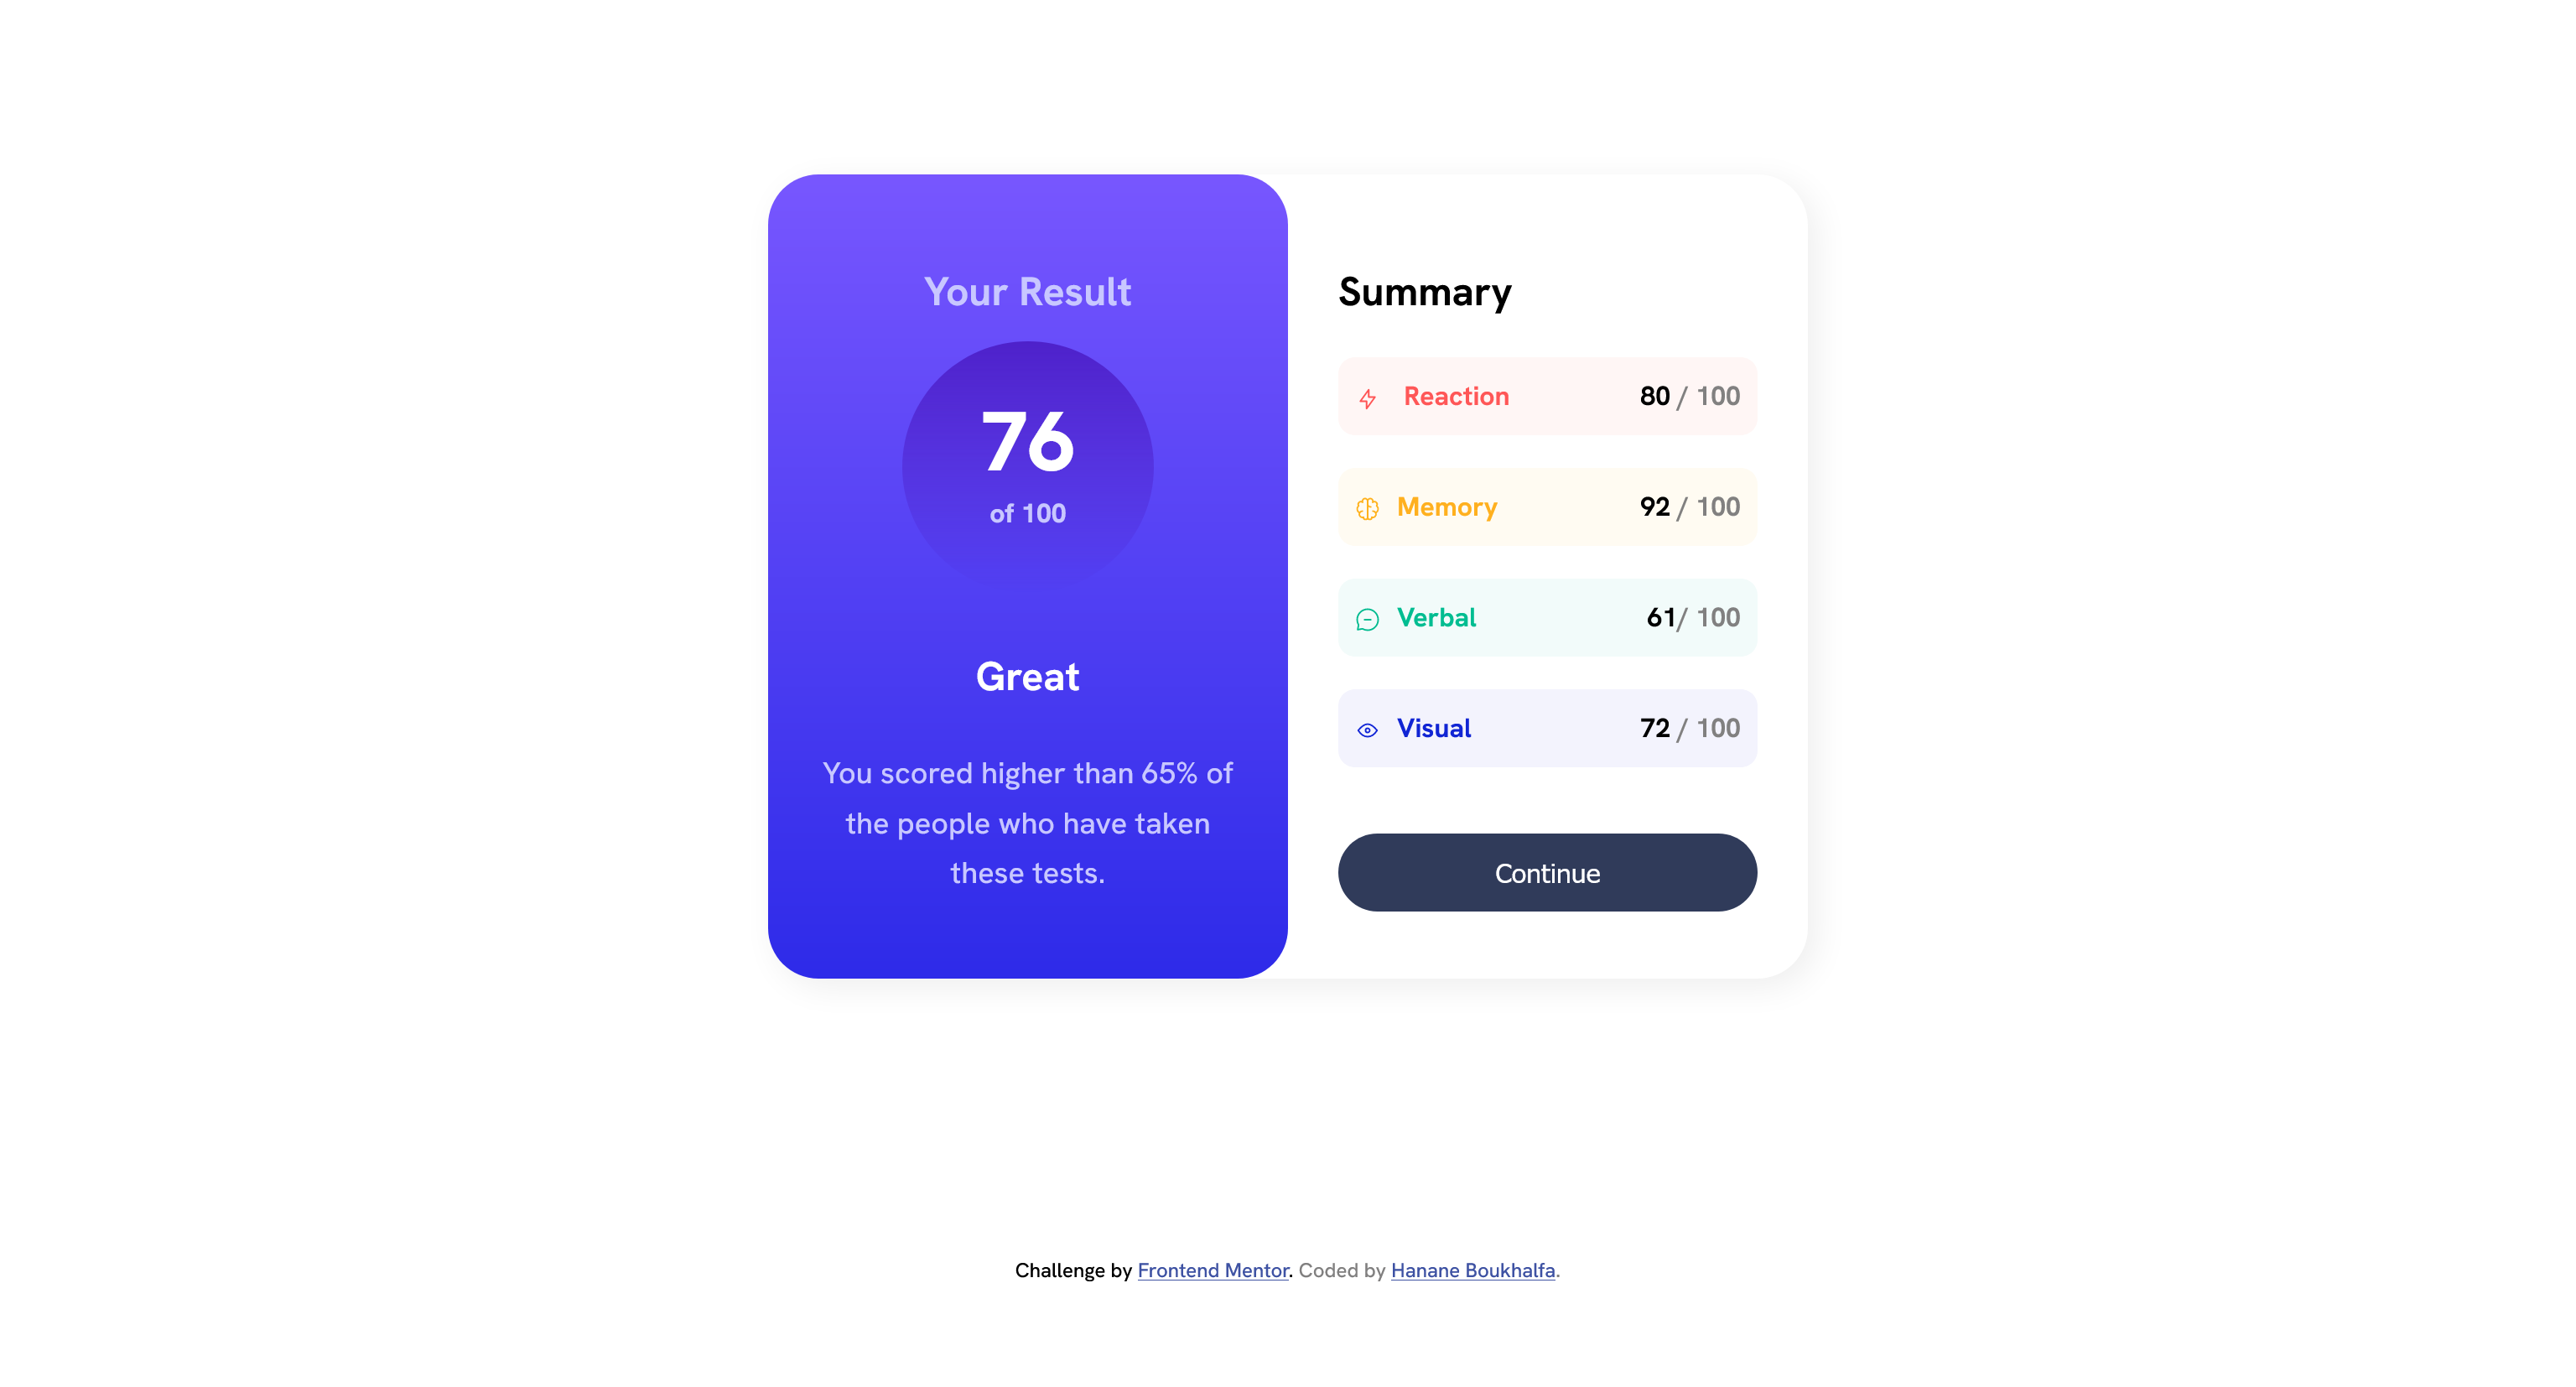 Your Result
76
of 100
Great
You scored higher than 65% of
the people who have taken
these tests.
Summary
Reaction 80 / 100
Memory 92 / 100
Verbal 61/ 100
Visual 72 / 100
Continue
Challenge by Frontend Mentor. Coded by Hanane Boukhalfa.